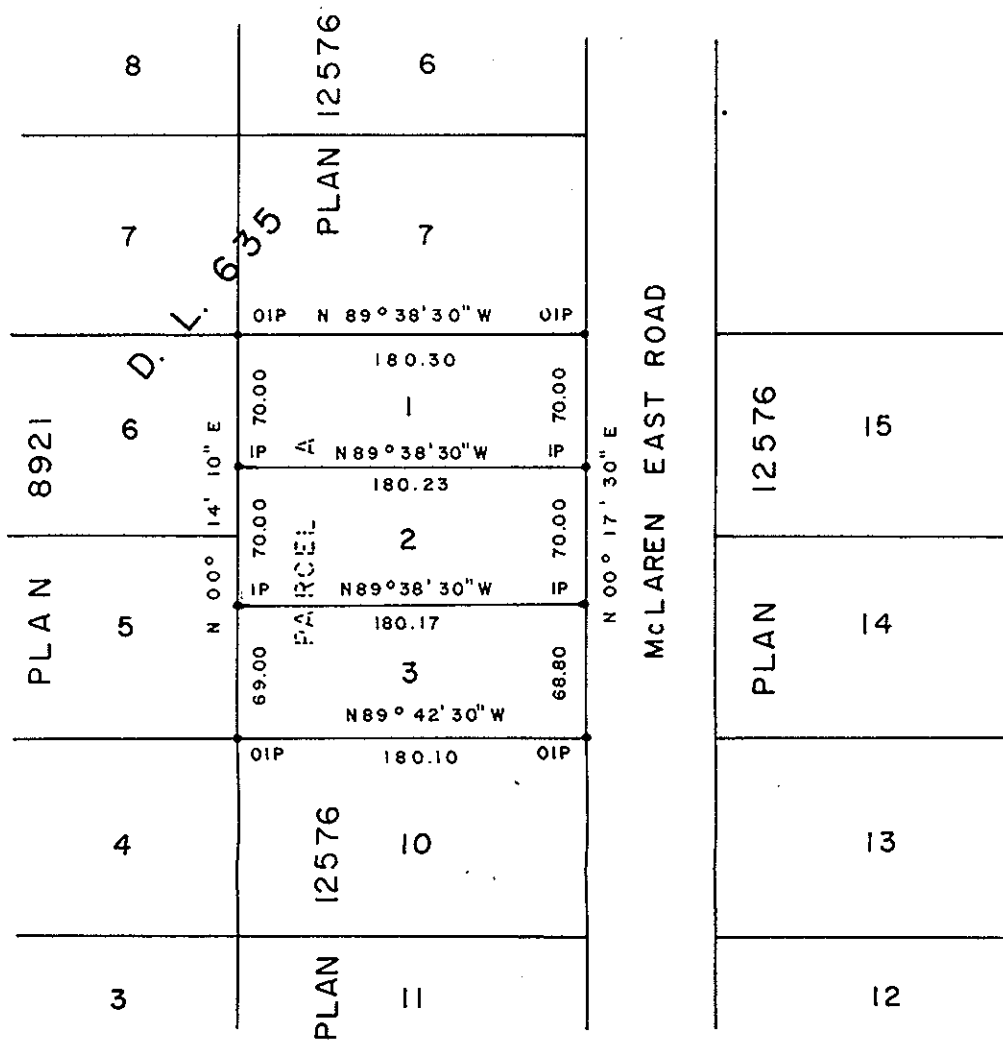 8
PLAN 12576
6
7
D. L. 635
7
OIP N 89° 38' 30" W OIP
180.30
70.00
1
70.00
6
PLAN 8921
N 00° 14' 10" E
IP
PARCEL A
N 89° 38' 30" W
IP
180.23
70.00
2
70.00
N 00° 17' 30" E
McLAREN EAST ROAD
PLAN 12576
15
IP
N 89° 38' 30" W
IP
5
180.17
69.00
3
68.80
14
N 89° 42' 30" W
OIP
180.10
OIP
4
PLAN 12576
10
13
3
11
12